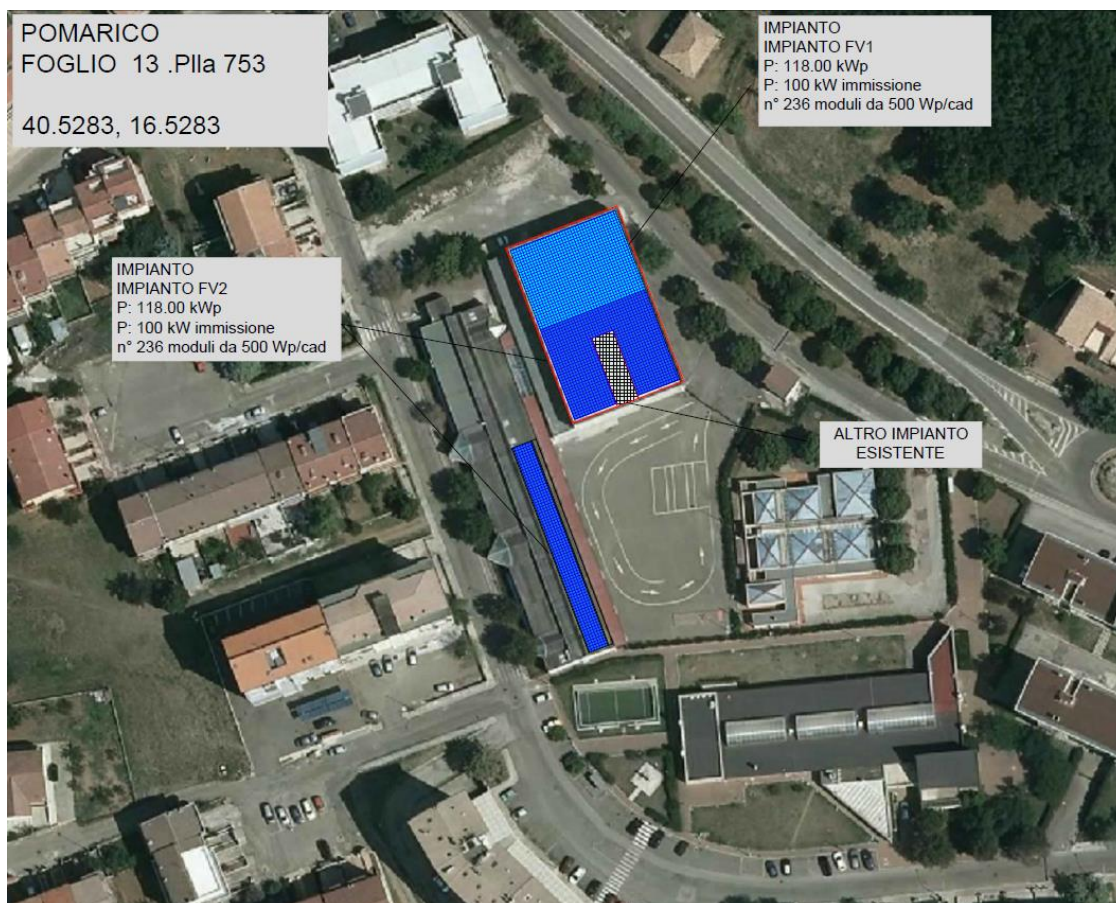 POMARICO
FOGLIO 13 .Plla 753
40.5283, 16.5283
IMPIANTO
IMPIANTO FV1
P: 118.00 kWp
P: 100 kW immissione
n° 236 moduli da 500 Wp/cad
IMPIANTO
IMPIANTO FV2
P: 118.00 kWp
P: 100 kW immissione
n° 236 moduli da 500 Wp/cad
ALTRO IMPIANTO
ESISTENTE